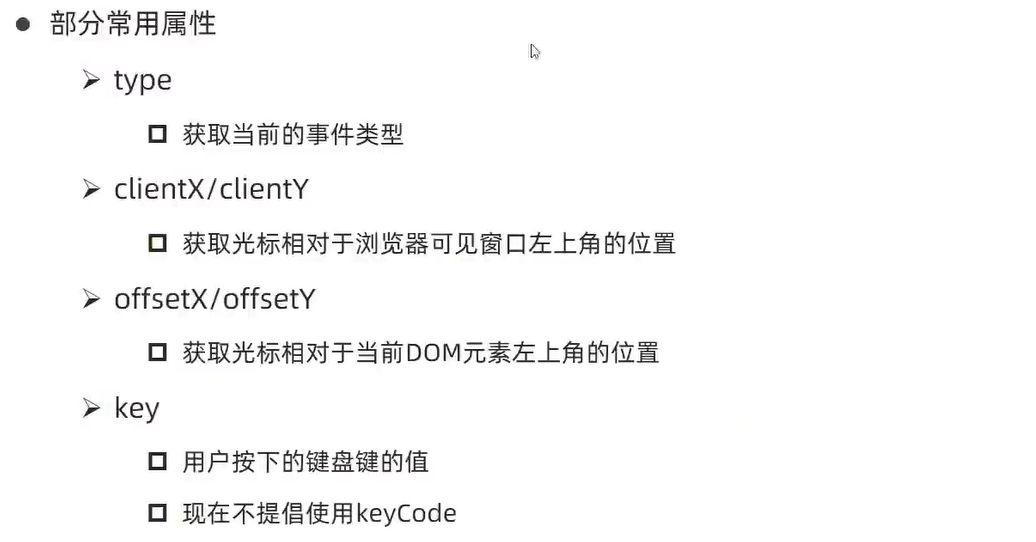 部分常用属性
type
获取当前的事件类型
clientX/clientY
获取光标相对于浏览器可见窗口左上角的位置
offsetX/offsetY
获取光标相对于当前DOM元素左上角的位置
key
用户按下的键盘键的值
现在不提倡使用keyCode